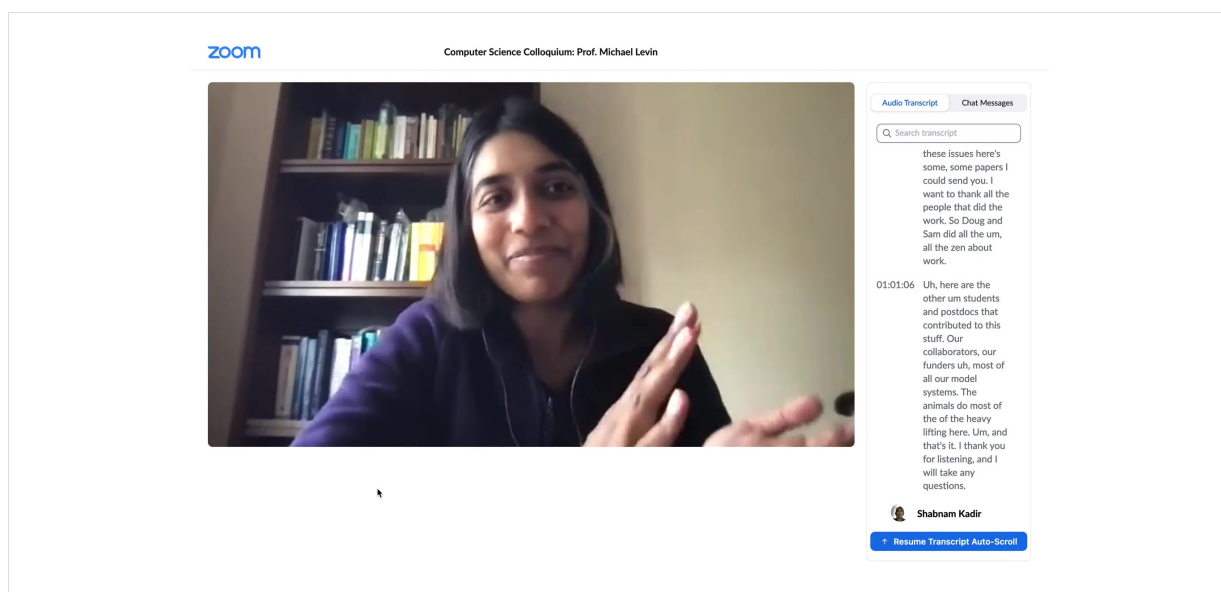 zoom
Computer Science Colloquium: Prof. Michael Levin
Audio Transcript
Chat Messages
Search transcript
these issues here's
some, some papers I
could send you. I
want to thank all the
people that did the
work. So Doug and
Sam did all the um,
all the zen about
work.
01:01:06 Uh, here are the
other um students
and postdocs that
contributed to this
stuff. Our
collaborators, our
funders uh, most of
all our model
systems. The
animals do most of
the of the heavy
lifting here. Um, and
that's it. I thank you
for listening, and I
will take any
questions.
Shabnam Kadir
↑ Resume Transcript Auto-Scroll